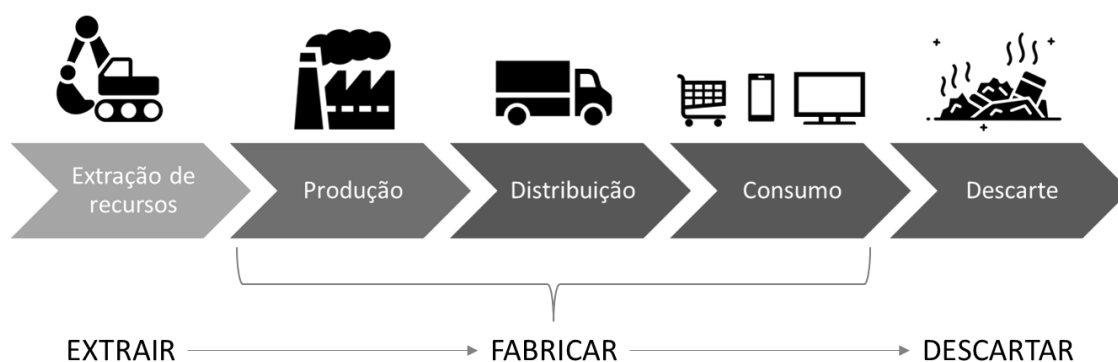 Extração de
recursos
Produção
Distribuição
Consumo
Descarte
EXTRAIR
FABRICAR
DESCARTAR